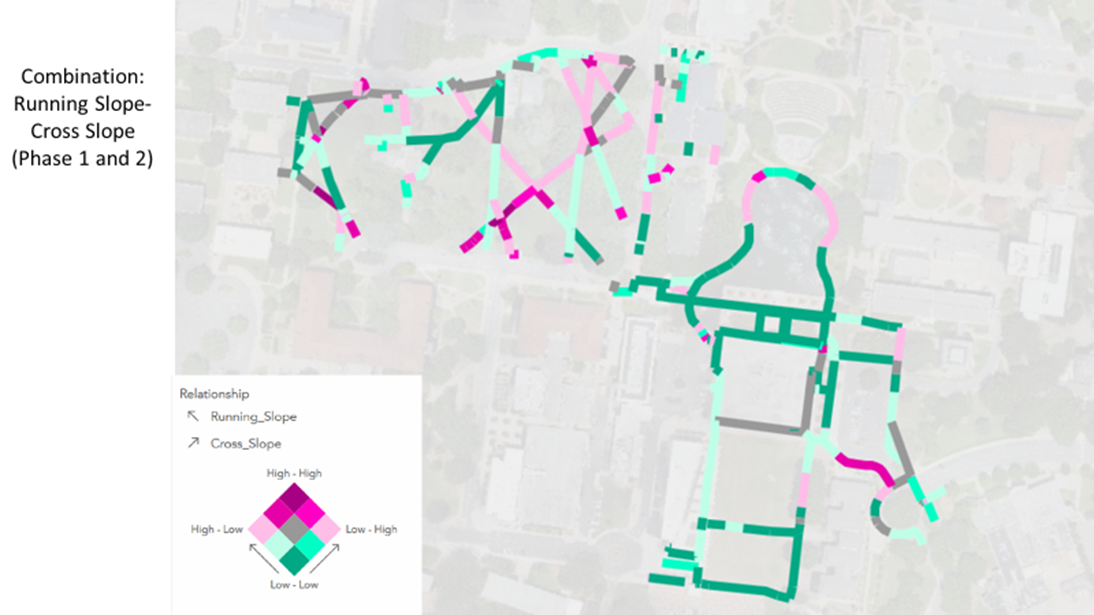 Combination:
Running Slope-
Cross Slope
(Phase 1 and 2)
Relationship
Running_Slope
Cross_Slope
High - High
High - Low
Low - High
Low - Low